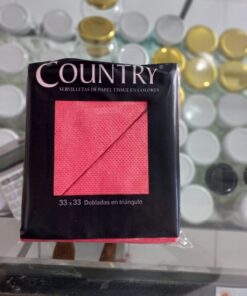 COUNTRY
SERVILLETAS DE PAPEL TISSUE EN COLORES
33 x 33 Dobladas en triángulo